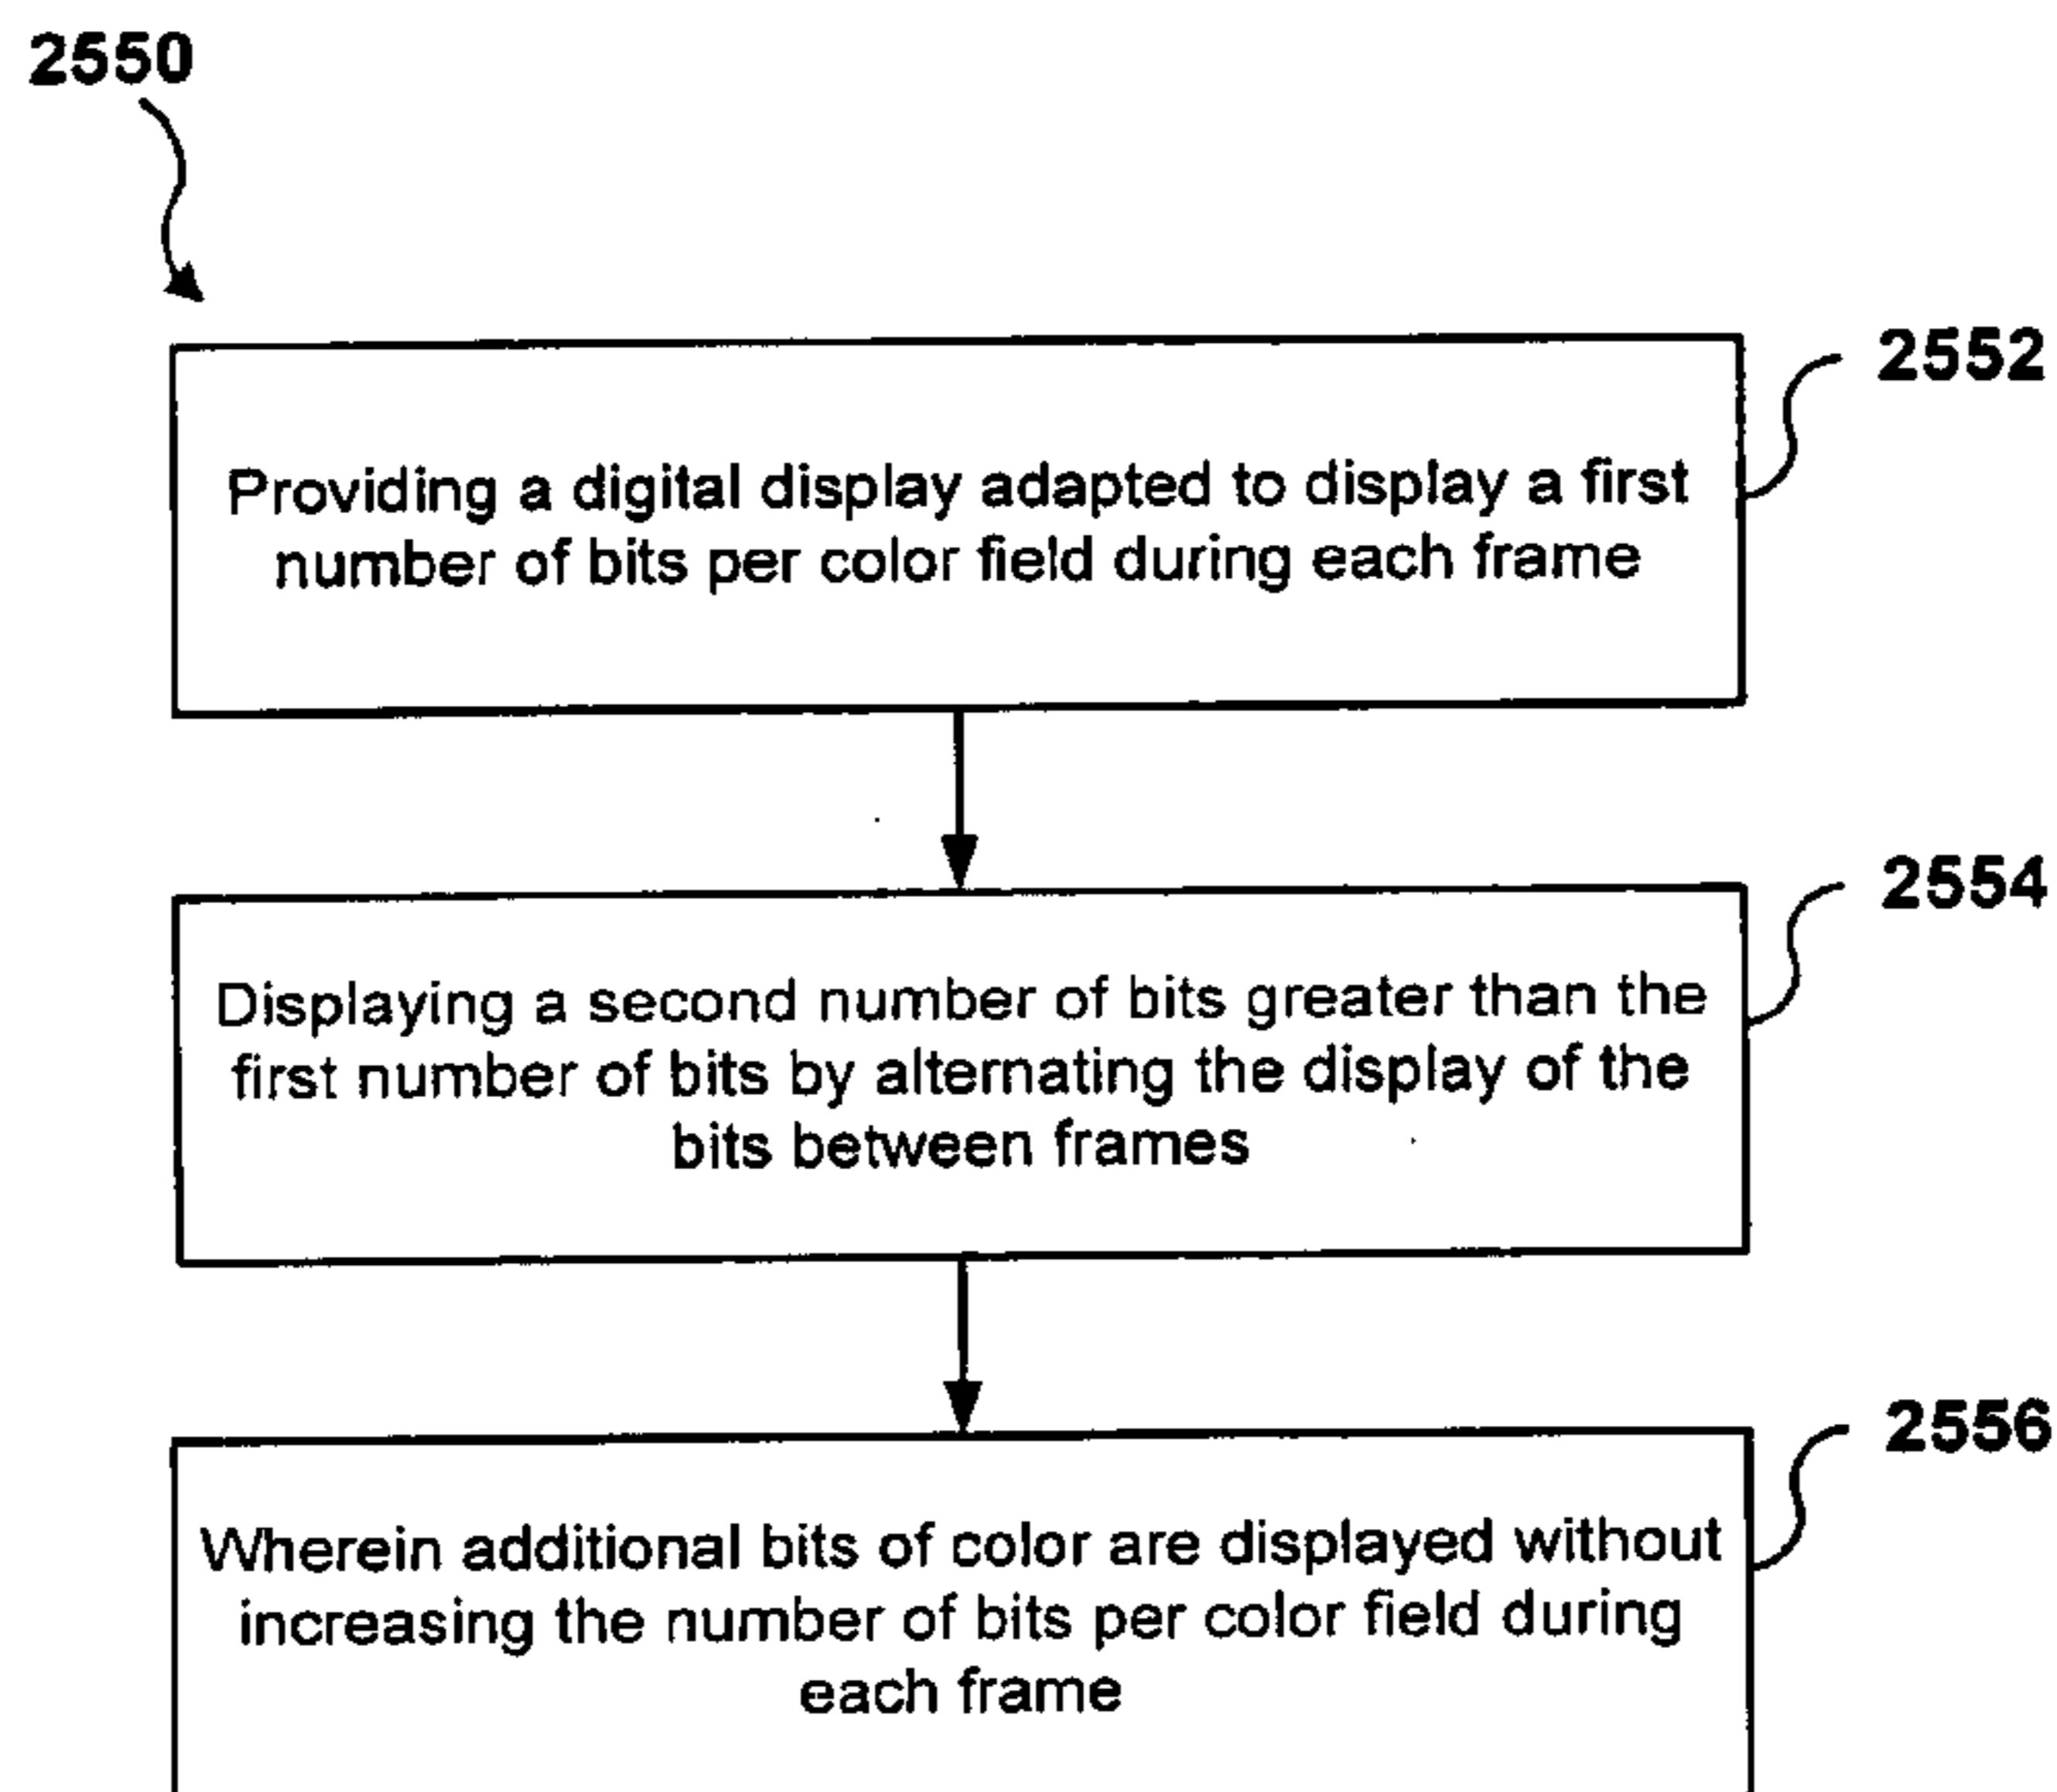 2550
2552
Providing a digital display adapted to display a first
number of bits per color field during each frame
2554
Displaying a second number of bits greater than the
first number of bits by alternating the display of the
bits between frames
2556
Wherein additional bits of color are displayed without
increasing the number of bits per color field during
each frame